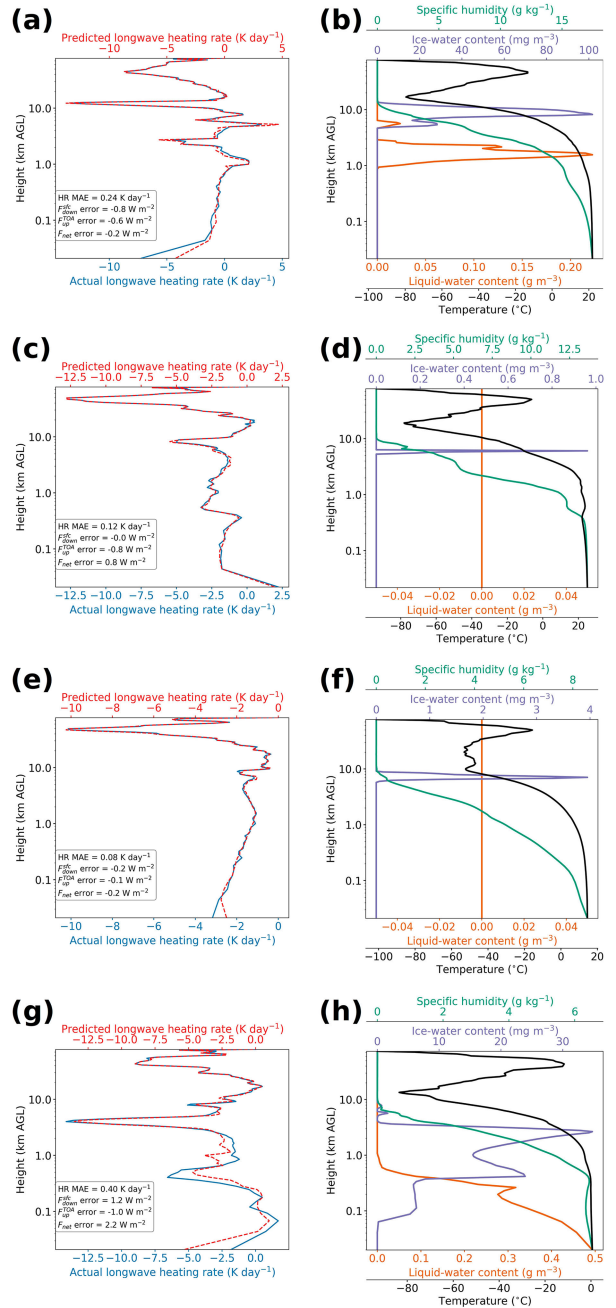 (a)
Predicted longwave heating rate (K day⁻¹)
−10 −5 0 5
Height (km AGL)
10.0
1.0
0.1
HR MAE = 0.24 K day⁻¹
F^sfc_down error = -0.8 W m⁻²
F^TOA_up error = -0.6 W m⁻²
F_net error = -0.2 W m⁻²
−10 −5 0 5
Actual longwave heating rate (K day⁻¹)
(b)
Specific humidity (g kg⁻¹)
0 5 10 15
Ice-water content (mg m⁻³)
0 20 40 60 80 100
Height (km AGL)
10.0
1.0
0.1
0.00 0.05 0.10 0.15 0.20
Liquid-water content (g m⁻³)
−100 −80 −60 −40 −20 0 20
Temperature (°C)
(c)
Predicted longwave heating rate (K day⁻¹)
−12.5 −10.0 −7.5 −5.0 −2.5 0.0 2.5
Height (km AGL)
10.0
1.0
0.1
HR MAE = 0.12 K day⁻¹
F^sfc_down error = -0.0 W m⁻²
F^TOA_up error = -0.8 W m⁻²
F_net error = 0.8 W m⁻²
−12.5 −10.0 −7.5 −5.0 −2.5 0.0 2.5
Actual longwave heating rate (K day⁻¹)
(d)
Specific humidity (g kg⁻¹)
0.0 2.5 5.0 7.5 10.0 12.5
Ice-water content (mg m⁻³)
0.0 0.2 0.4 0.6 0.8 1.0
Height (km AGL)
10.0
1.0
0.1
−0.04 −0.02 0.00 0.02 0.04
Liquid-water content (g m⁻³)
−80 −60 −40 −20 0 20
Temperature (°C)
(e)
Predicted longwave heating rate (K day⁻¹)
−10 −8 −6 −4 −2 0
Height (km AGL)
10.0
1.0
0.1
HR MAE = 0.08 K day⁻¹
F^sfc_down error = -0.2 W m⁻²
F^TOA_up error = -0.1 W m⁻²
F_net error = -0.2 W m⁻²
−10 −8 −6 −4 −2 0
Actual longwave heating rate (K day⁻¹)
(f)
Specific humidity (g kg⁻¹)
0 2 4 6 8
Ice-water content (mg m⁻³)
0 1 2 3 4
Height (km AGL)
10.0
1.0
0.1
−0.04 −0.02 0.00 0.02 0.04
Liquid-water content (g m⁻³)
−100 −80 −60 −40 −20 0 20
Temperature (°C)
(g)
Predicted longwave heating rate (K day⁻¹)
−12.5 −10.0 −7.5 −5.0 −2.5 0.0
Height (km AGL)
10.0
1.0
0.1
HR MAE = 0.40 K day⁻¹
F^sfc_down error = 1.2 W m⁻²
F^TOA_up error = -1.0 W m⁻²
F_net error = 2.2 W m⁻²
−12.5 −10.0 −7.5 −5.0 −2.5 0.0
Actual longwave heating rate (K day⁻¹)
(h)
Specific humidity (g kg⁻¹)
0 2 4 6
Ice-water content (mg m⁻³)
0 10 20 30
Height (km AGL)
10.0
1.0
0.1
0.0 0.1 0.2 0.3 0.4 0.5
Liquid-water content (g m⁻³)
−80 −60 −40 −20 0
Temperature (°C)